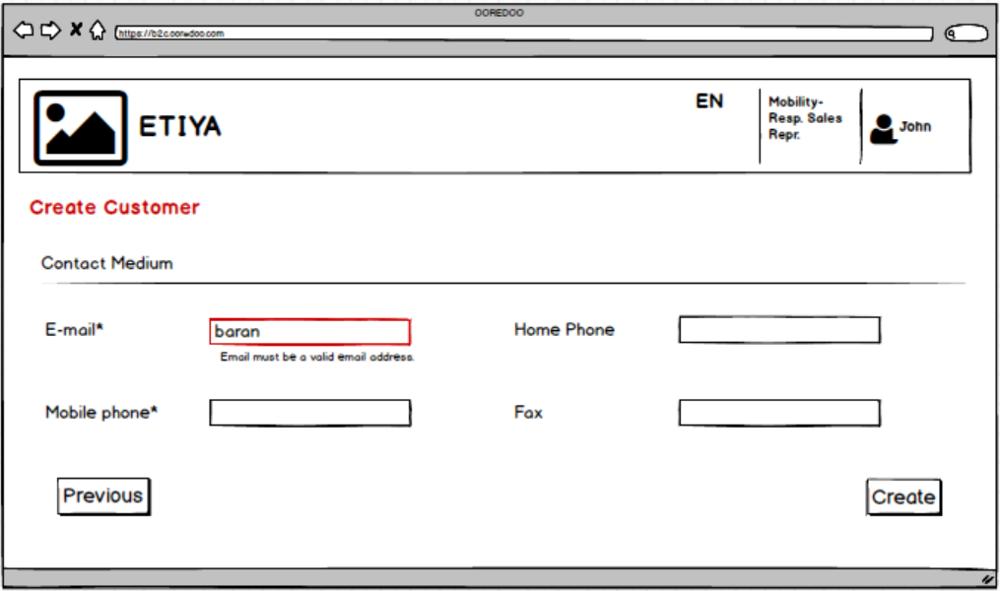 OOREDOO
https://b2c.ooredoo.com
ETIYA
EN
Mobility-
Resp. Sales
Repr.
John
Create Customer
Contact Medium
E-mail*
baran
Home Phone
Email must be a valid email address.
Mobile phone*
Fax
Previous
Create